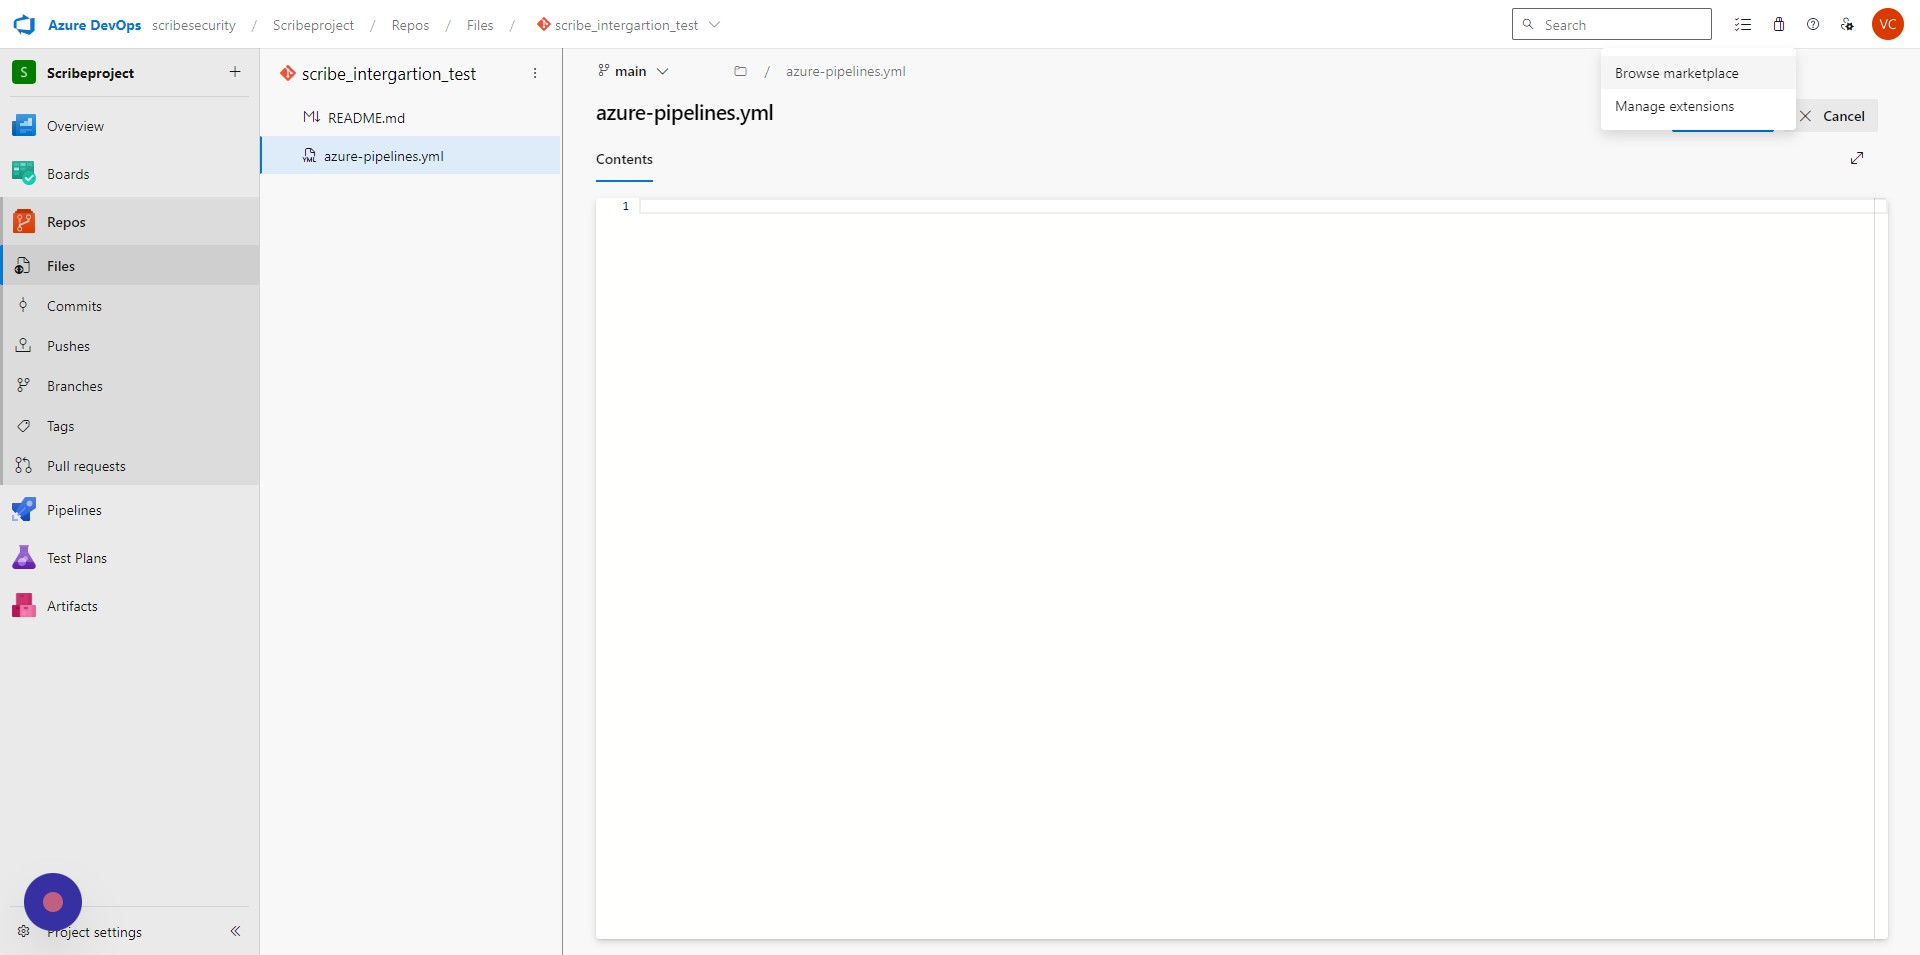 Azure DevOps scribesecurity / Scribeproject / Repos / Files / scribe_intergartion_test
Search
VC
S Scribeproject
Overview
Boards
Repos
Files
Commits
Pushes
Branches
Tags
Pull requests
Pipelines
Test Plans
Artifacts
Project settings
scribe_intergartion_test
README.md
YML azure-pipelines.yml
main / azure-pipelines.yml
azure-pipelines.yml
Browse marketplace
Manage extensions
Cancel
Contents
1